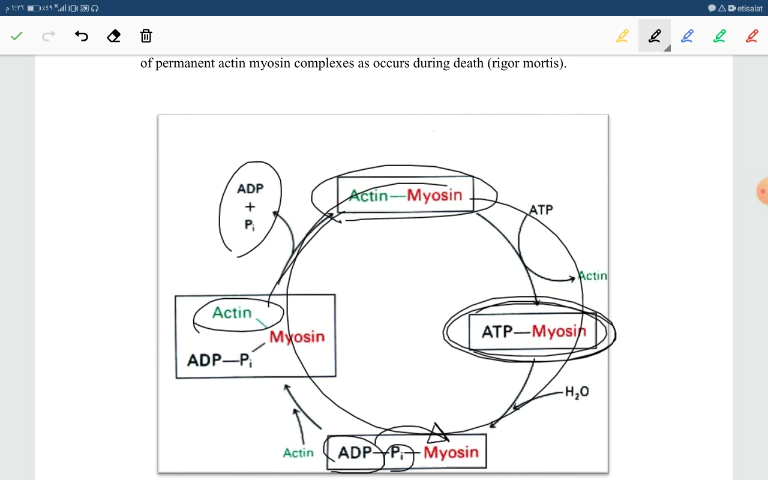 etisalat
of permanent actin myosin complexes as occurs during death (rigor mortis).
ADP
+
Pi
Actin—Myosin
ATP
Actin
Actin
Myosin
ADP—Pi
ATP—Myosin
H₂O
Actin
ADP—Pi—Myosin